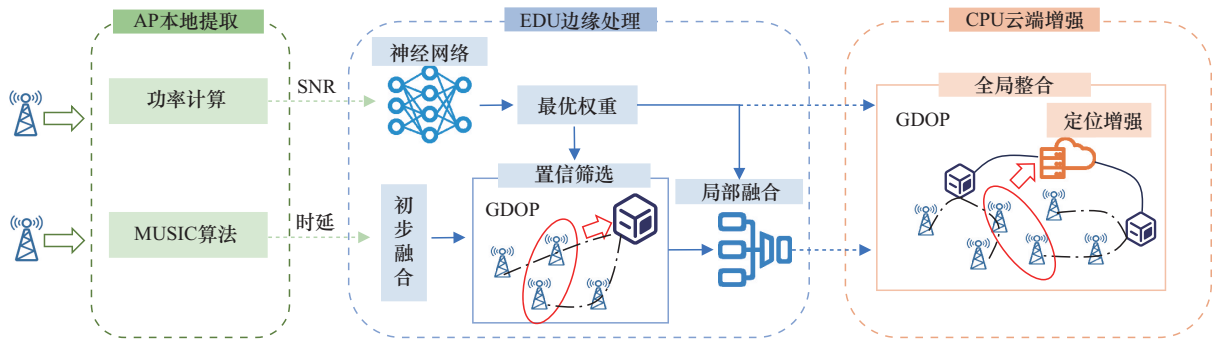 AP本地提取
EDU边缘处理
CPU云端增强
神经网络
功率计算
SNR
最优权重
全局整合
GDOP
定位增强
置信筛选
局部融合
GDOP
初步融合
MUSIC算法
时延